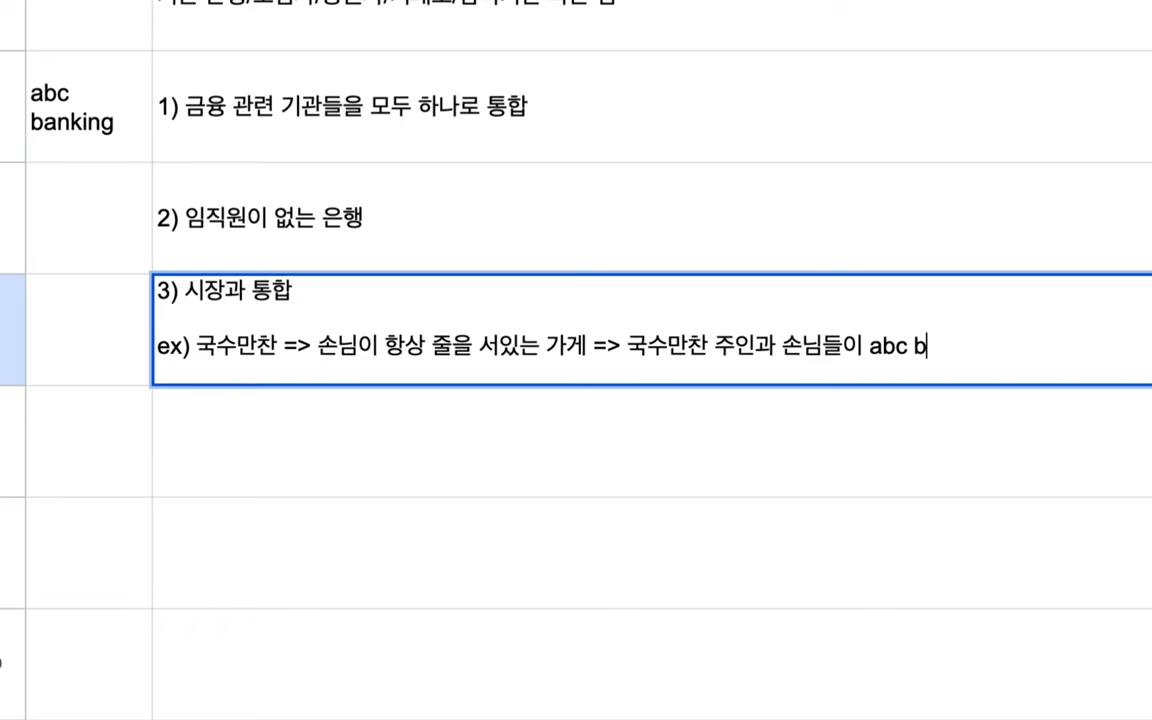 abc
banking
1) 금융 관련 기관들을 모두 하나로 통합
2) 임직원이 없는 은행
3) 시장과 통합
ex) 국수만찬 => 손님이 항상 줄을 서있는 가게 => 국수만찬 주인과 손님들이 abc b